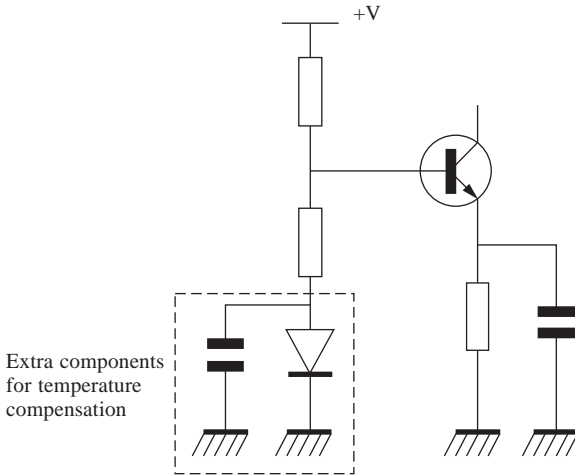 +V
Extra components
for temperature
compensation